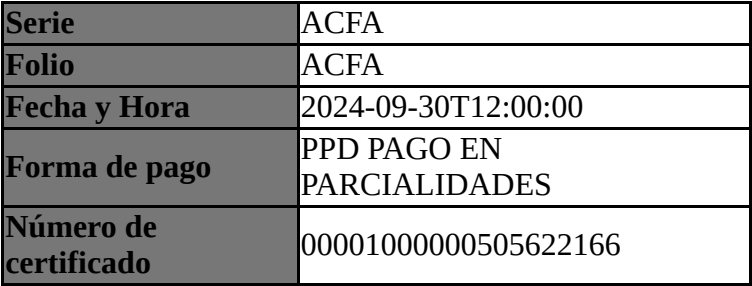 Serie ACFA
Folio ACFA
Fecha y Hora 2024-09-30T12:00:00
Forma de pago PPD PAGO EN
PARCIALIDADES
Número de
certificado 00001000000505622166